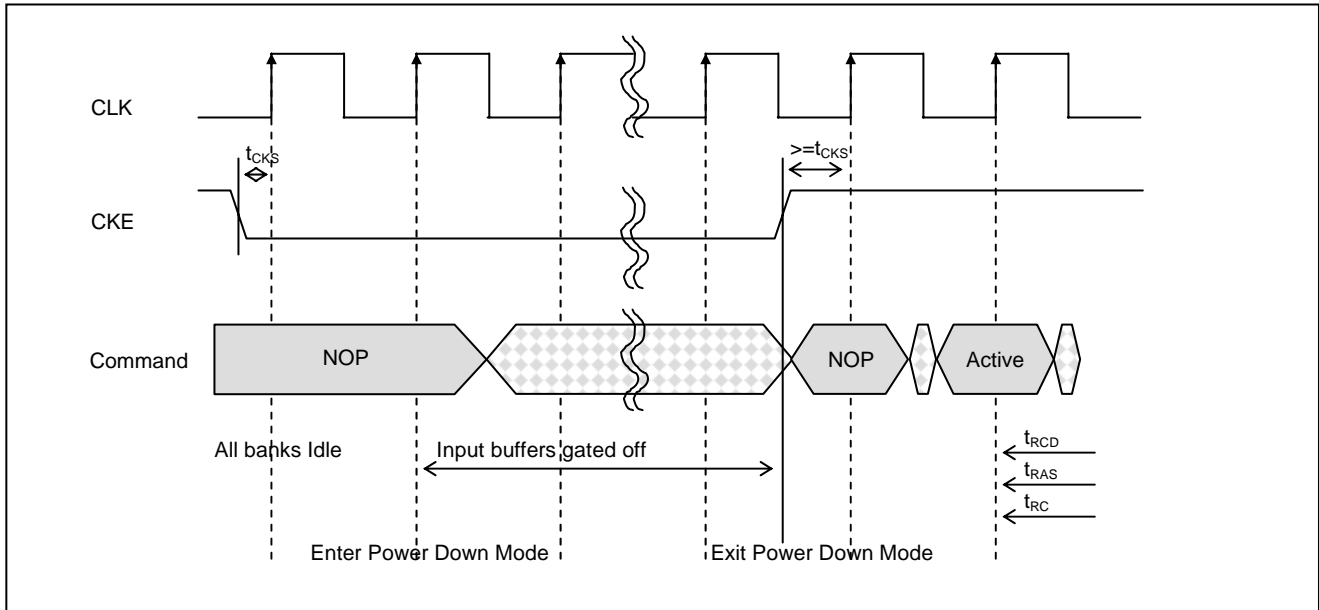 CLK
t_CKS
>=t_CKS
CKE
Command
NOP
NOP
Active
All banks Idle
Input buffers gated off
t_RCD
t_RAS
t_RC
Enter Power Down Mode
Exit Power Down Mode